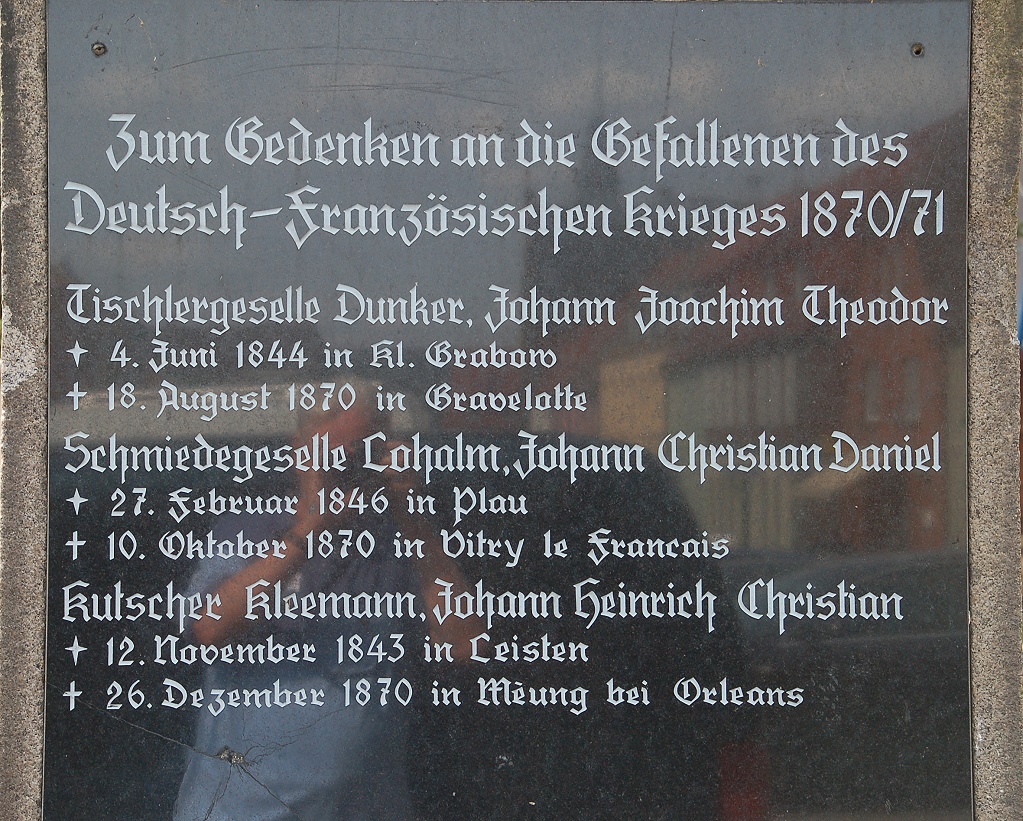 Zum Gedenken an die Gefallenen des
Deutsch-Französischen Krieges 1870/71
Tischlergeselle Dunker, Johann Joachim Theodor
✦ 4. Juni 1844 in Kl. Grabow
† 18. August 1870 in Gravelotte
Schmiedegeselle Lohalm, Johann Christian Daniel
✦ 27. Februar 1846 in Plau
† 10. Oktober 1870 in Vitry le Francais
Kutscher Kleemann, Johann Heinrich Christian
✦ 12. November 1843 in Leisten
† 26. Dezember 1870 in Mèung bei Orleans